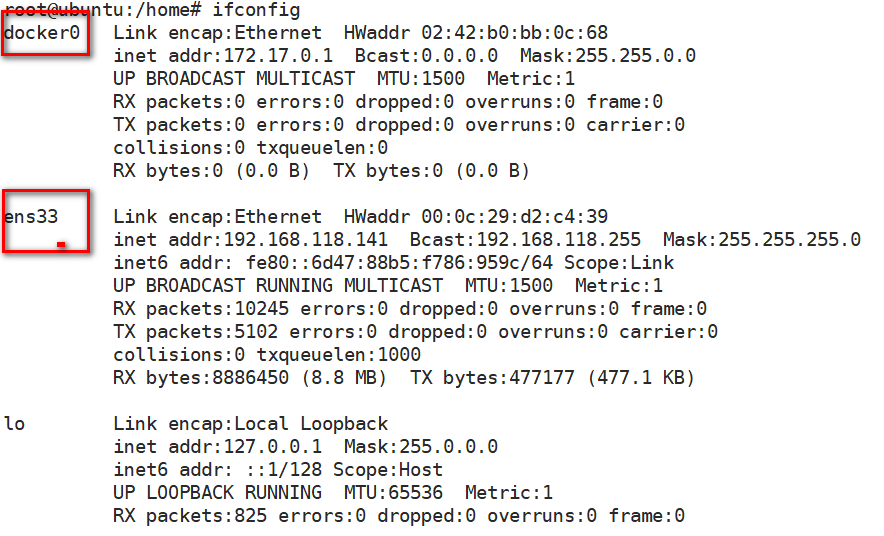 root@ubuntu:/home# ifconfig
docker0   Link encap:Ethernet  HWaddr 02:42:b0:bb:0c:68
          inet addr:172.17.0.1  Bcast:0.0.0.0  Mask:255.255.0.0
          UP BROADCAST MULTICAST  MTU:1500  Metric:1
          RX packets:0 errors:0 dropped:0 overruns:0 frame:0
          TX packets:0 errors:0 dropped:0 overruns:0 carrier:0
          collisions:0 txqueuelen:0
          RX bytes:0 (0.0 B)  TX bytes:0 (0.0 B)

ens33     Link encap:Ethernet  HWaddr 00:0c:29:d2:c4:39
          inet addr:192.168.118.141  Bcast:192.168.118.255  Mask:255.255.255.0
          inet6 addr: fe80::6d47:88b5:f786:959c/64 Scope:Link
          UP BROADCAST RUNNING MULTICAST  MTU:1500  Metric:1
          RX packets:10245 errors:0 dropped:0 overruns:0 frame:0
          TX packets:5102 errors:0 dropped:0 overruns:0 carrier:0
          collisions:0 txqueuelen:1000
          RX bytes:8886450 (8.8 MB)  TX bytes:477177 (477.1 KB)

lo        Link encap:Local Loopback
          inet addr:127.0.0.1  Mask:255.0.0.0
          inet6 addr: ::1/128 Scope:Host
          UP LOOPBACK RUNNING  MTU:65536  Metric:1
          RX packets:825 errors:0 dropped:0 overruns:0 frame:0